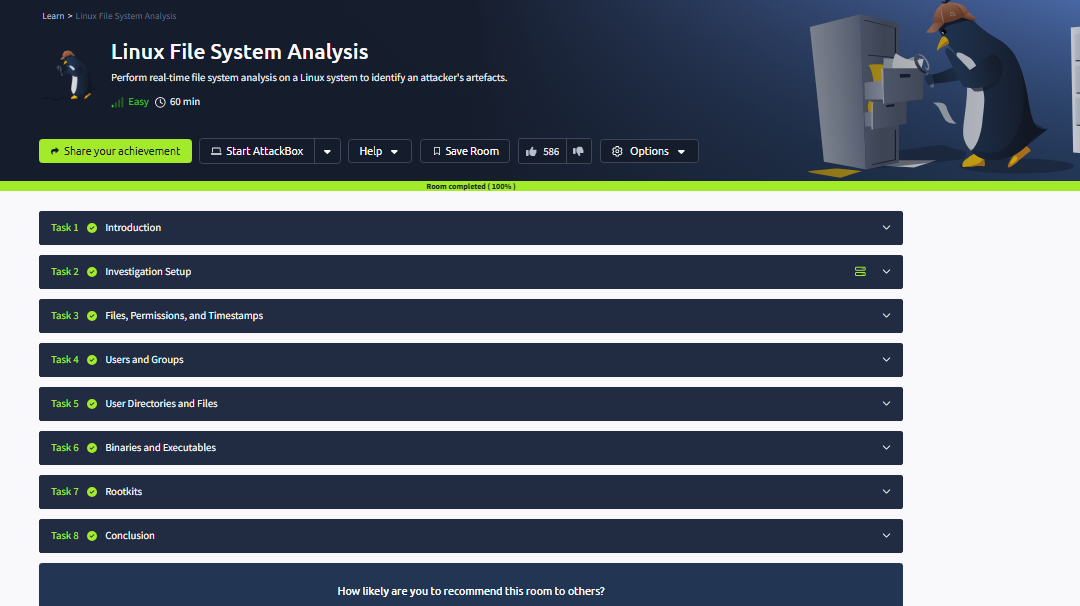 Learn > Linux File System Analysis
Linux File System Analysis
Perform real-time file system analysis on a Linux system to identify an attacker's artefacts.
Easy 60 min
Share your achievement Start AttackBox Help Save Room 586 Options
Room completed ( 100% )
Task 1 Introduction
Task 2 Investigation Setup
Task 3 Files, Permissions, and Timestamps
Task 4 Users and Groups
Task 5 User Directories and Files
Task 6 Binaries and Executables
Task 7 Rootkits
Task 8 Conclusion
How likely are you to recommend this room to others?